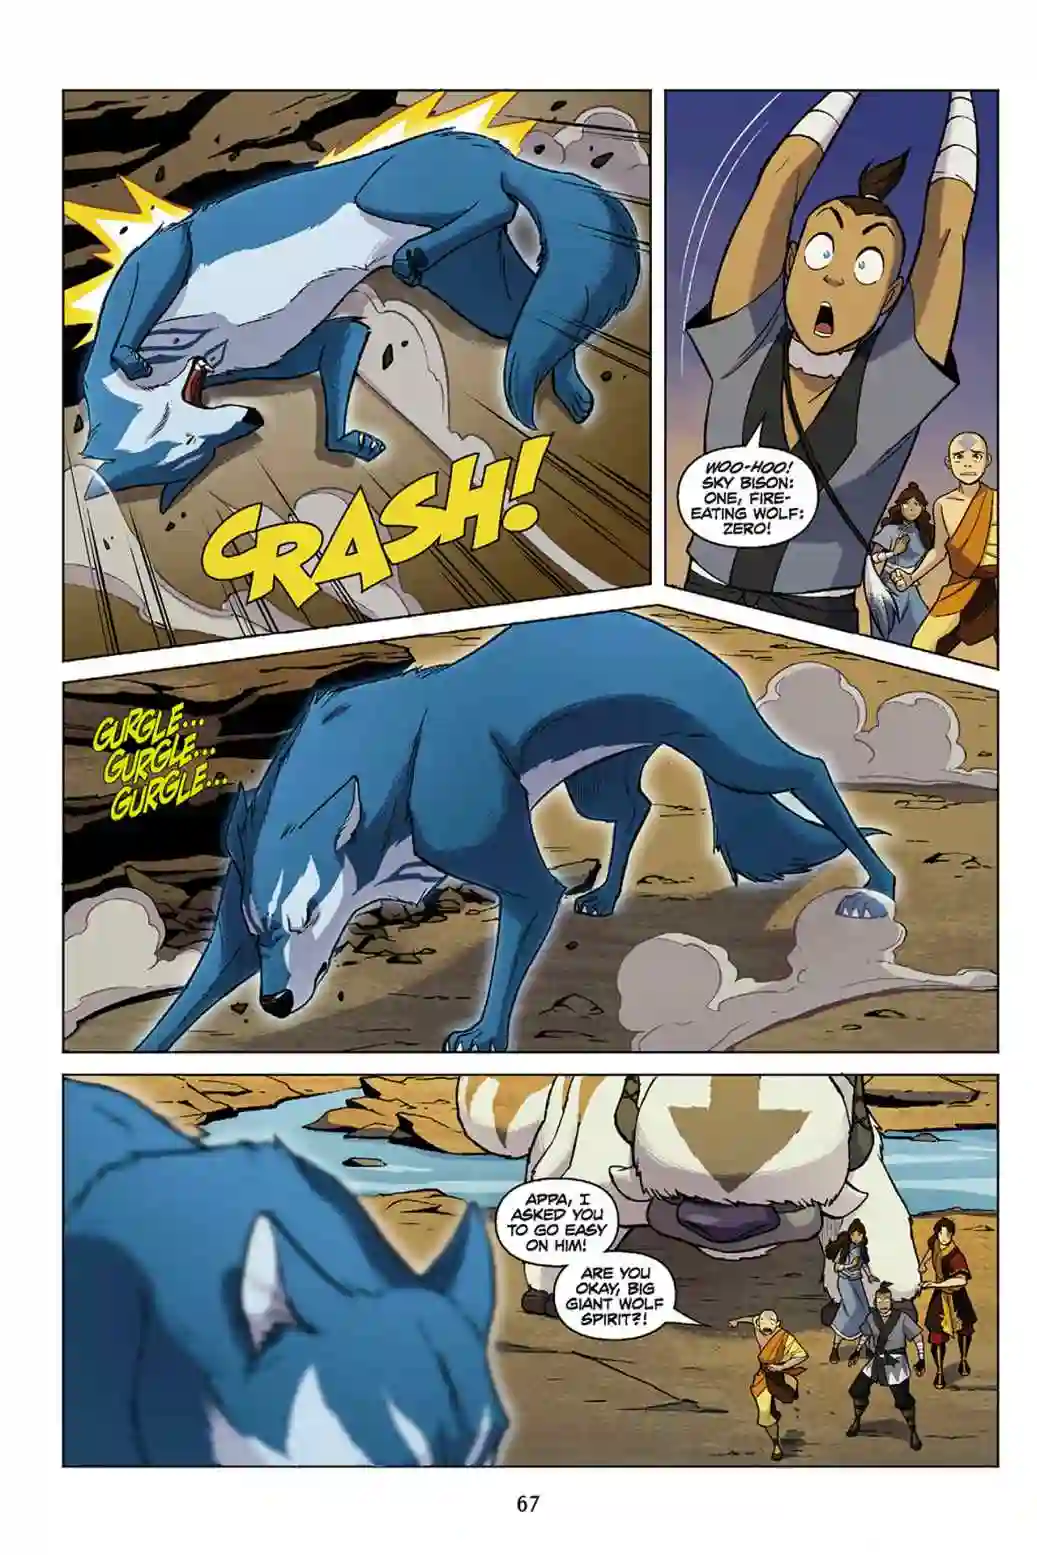 CRASH!
WOO-HOO!
SKY BISON:
ONE, FIRE-
EATING WOLF:
ZERO!
GURGLE...
GURGLE...
GURGLE...
APPA, I
ASKED YOU
TO GO EASY
ON HIM!
ARE YOU
OKAY, BIG
GIANT WOLF
SPIRIT?!
67